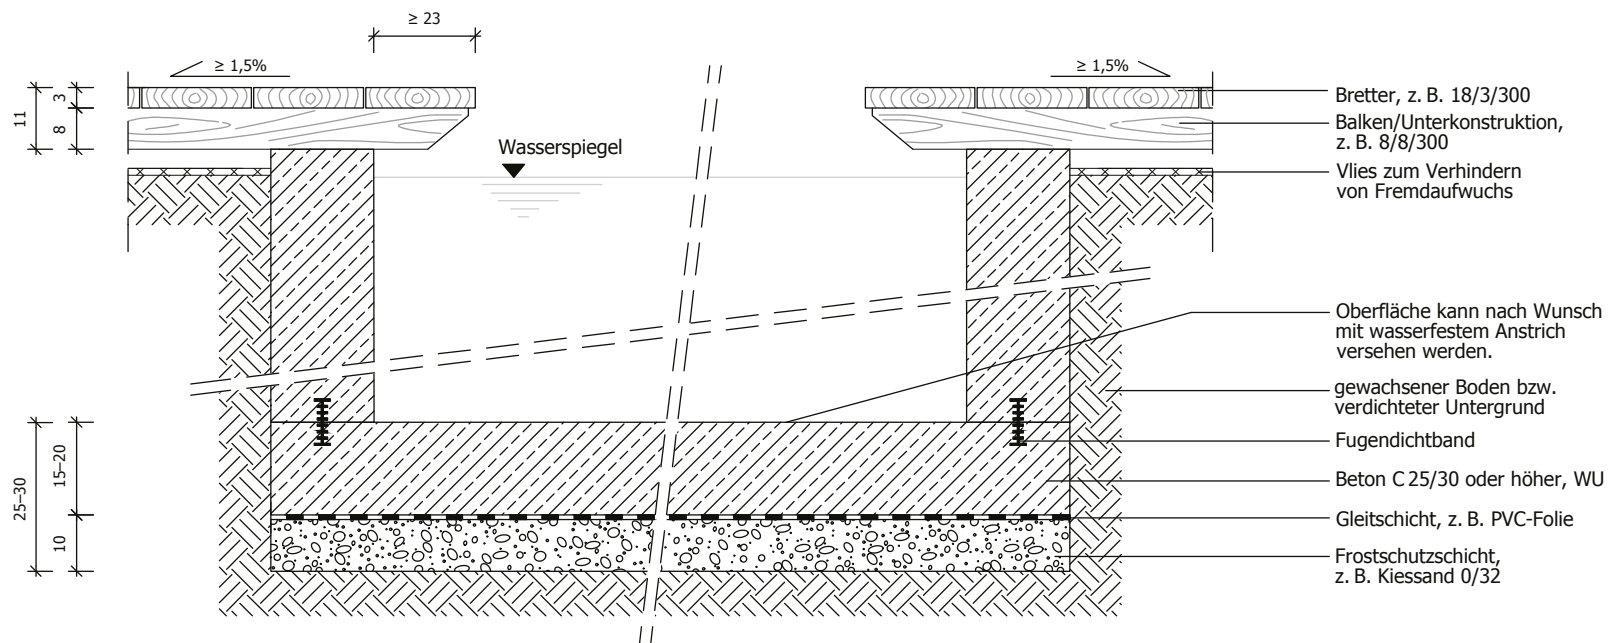 ≥ 23
≥ 1,5%
≥ 1,5%
11
3
8
Wasserspiegel
Bretter, z. B. 18/3/300
Balken/Unterkonstruktion,
z. B. 8/8/300
Vlies zum Verhindern
von Fremdaufwuchs
Oberfläche kann nach Wunsch
mit wasserfestem Anstrich
versehen werden.
gewachsener Boden bzw.
verdichteter Untergrund
Fugendichtband
Beton C 25/30 oder höher, WU
Gleitschicht, z. B. PVC-Folie
Frostschutzschicht,
z. B. Kiessand 0/32
25–30
15–20
10